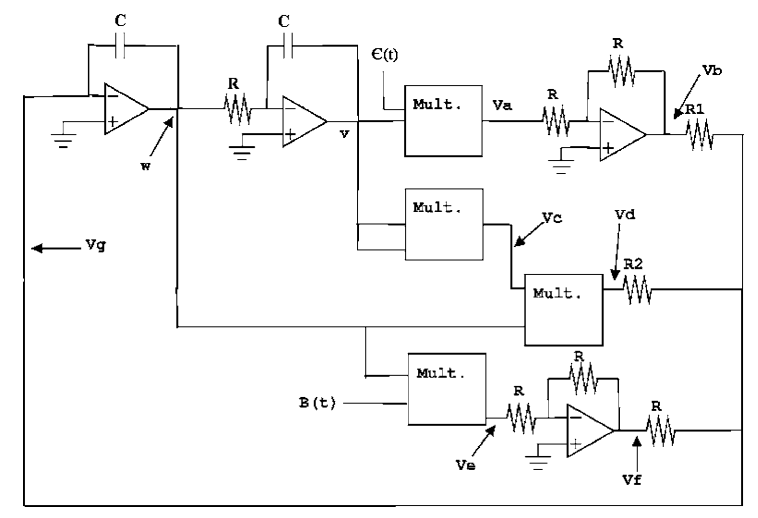 C
C
R
Є(t)
Mult.
Va
R
R
Vb
R1
w
v
Vg
Mult.
Vc
Vd
R2
Mult.
Mult.
B(t)
R
R
R
Ve
Vf